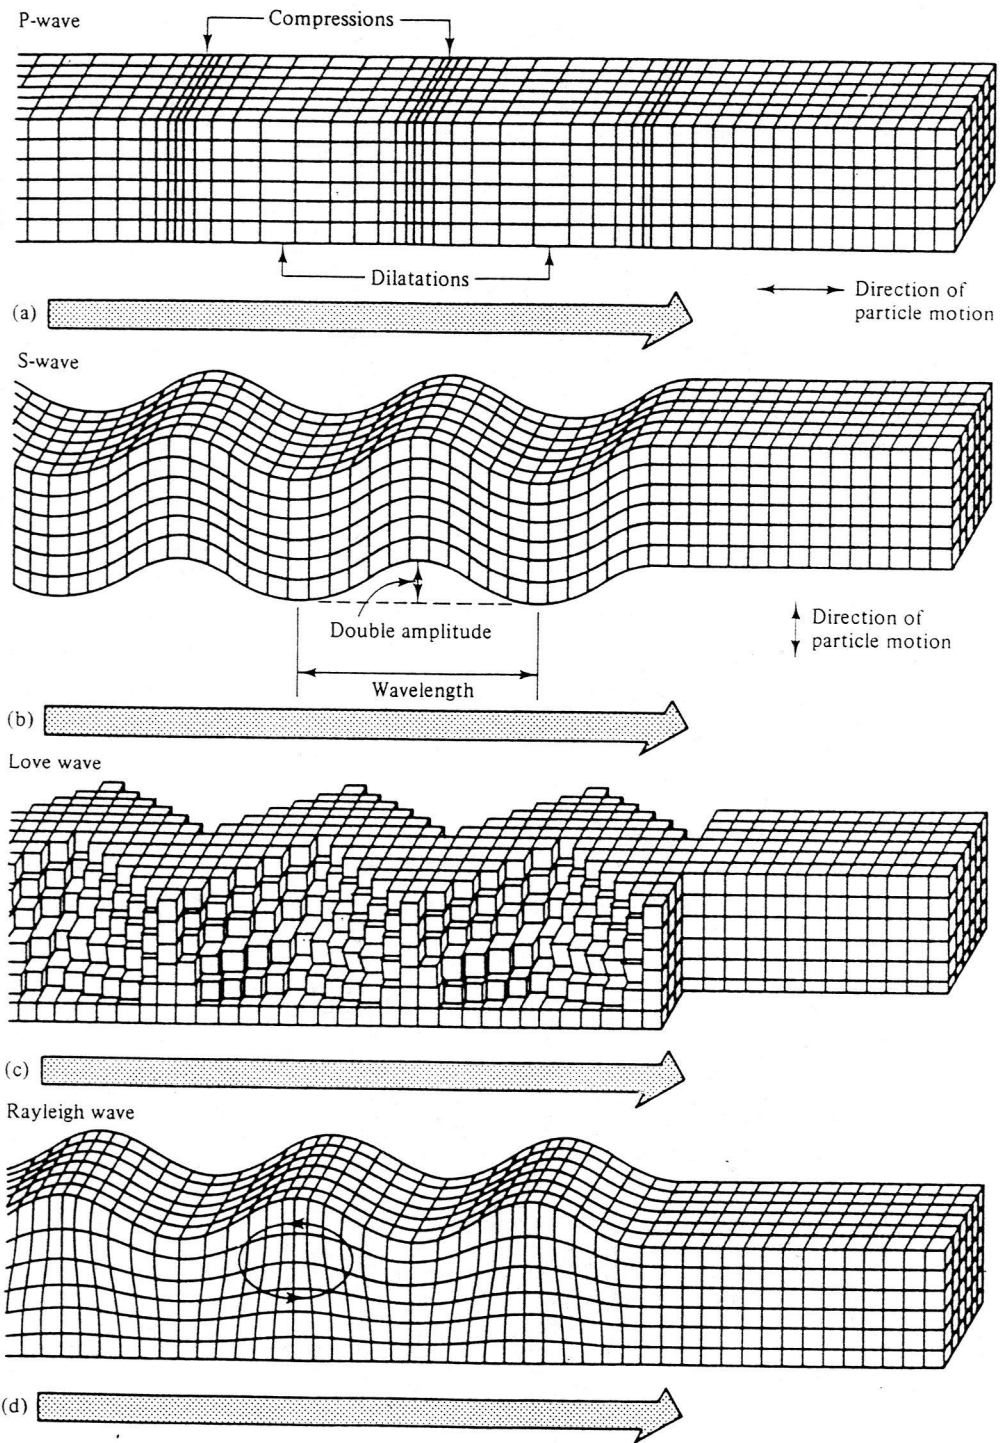 P-wave
Compressions
Dilatations
Direction of
particle motion
(a)
S-wave
Double amplitude
Direction of
particle motion
Wavelength
(b)
Love wave
(c)
Rayleigh wave
(d)